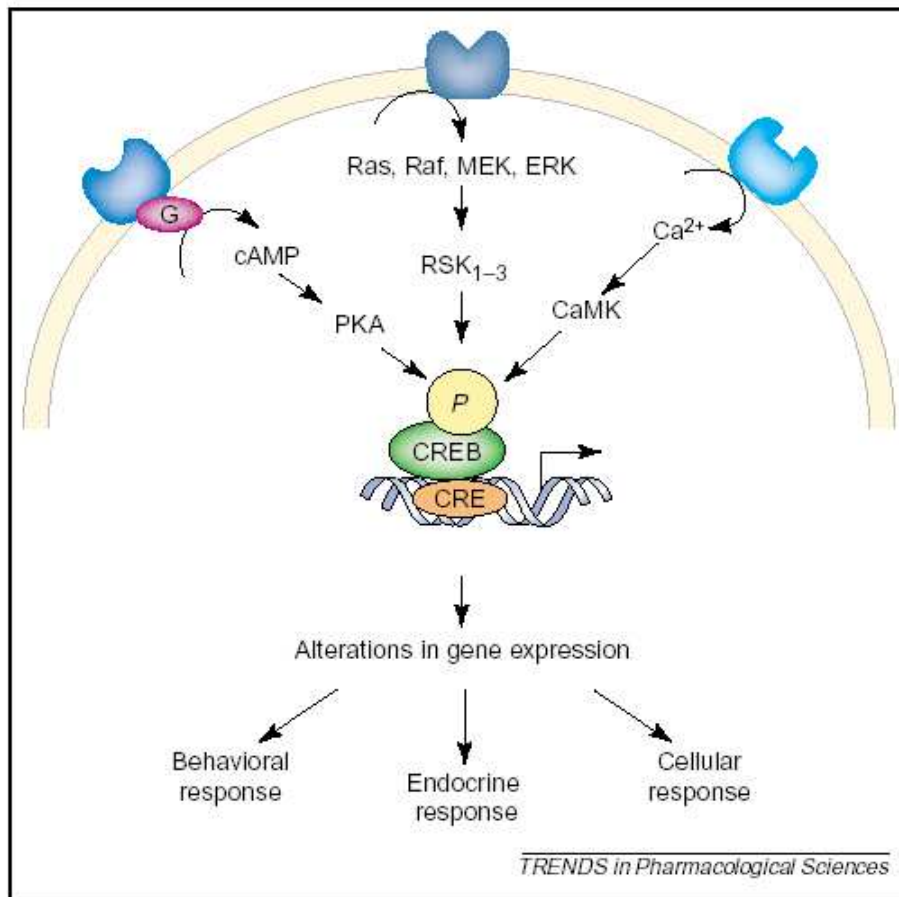 Ras, Raf, MEK, ERK
G
cAMP
RSK1–3
Ca2+
PKA
CaMK
P
CREB
CRE
Alterations in gene expression
Behavioral
response
Endocrine
response
Cellular
response
TRENDS in Pharmacological Sciences